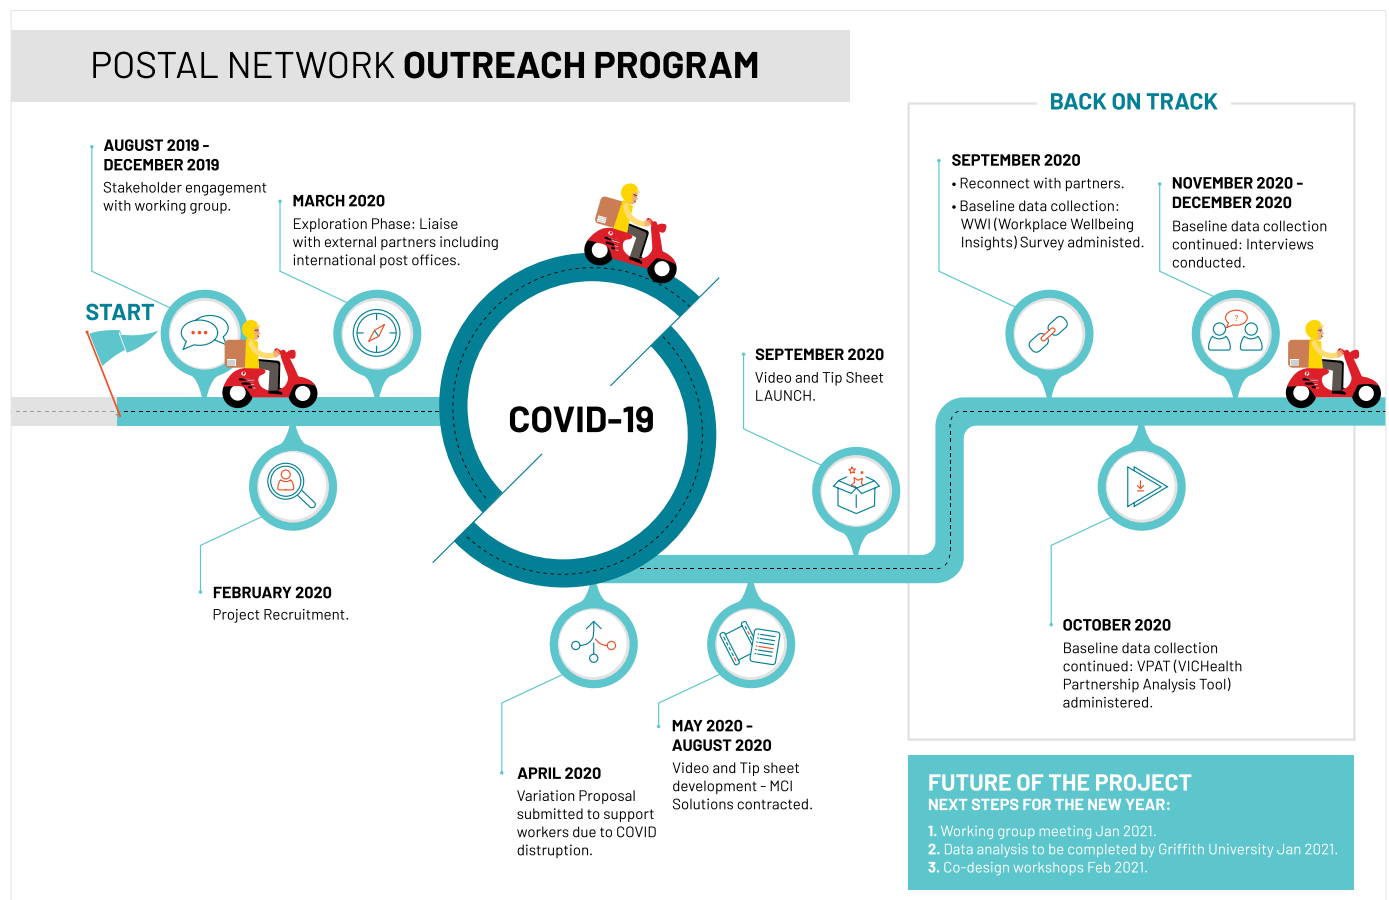 POSTAL NETWORK OUTREACH PROGRAM
AUGUST 2019 -
DECEMBER 2019
Stakeholder engagement
with working group.
MARCH 2020
Exploration Phase: Liaise
with external partners including
international post offices.
START
FEBRUARY 2020
Project Recruitment.
COVID-19
APRIL 2020
Variation Proposal
submitted to support
workers due to COVID
distruption.
MAY 2020 -
AUGUST 2020
Video and Tip sheet
development - MCI
Solutions contracted.
SEPTEMBER 2020
Video and Tip Sheet
LAUNCH.
BACK ON TRACK
SEPTEMBER 2020
• Reconnect with partners.
• Baseline data collection:
WWI (Workplace Wellbeing
Insights) Survey administed.
NOVEMBER 2020 -
DECEMBER 2020
Baseline data collection
continued: Interviews
conducted.
?
OCTOBER 2020
Baseline data collection
continued: VPAT (VICHealth
Partnership Analysis Tool)
administered.
FUTURE OF THE PROJECT
NEXT STEPS FOR THE NEW YEAR:
1. Working group meeting Jan 2021.
2. Data analysis to be completed by Griffith University Jan 2021.
3. Co-design workshops Feb 2021.